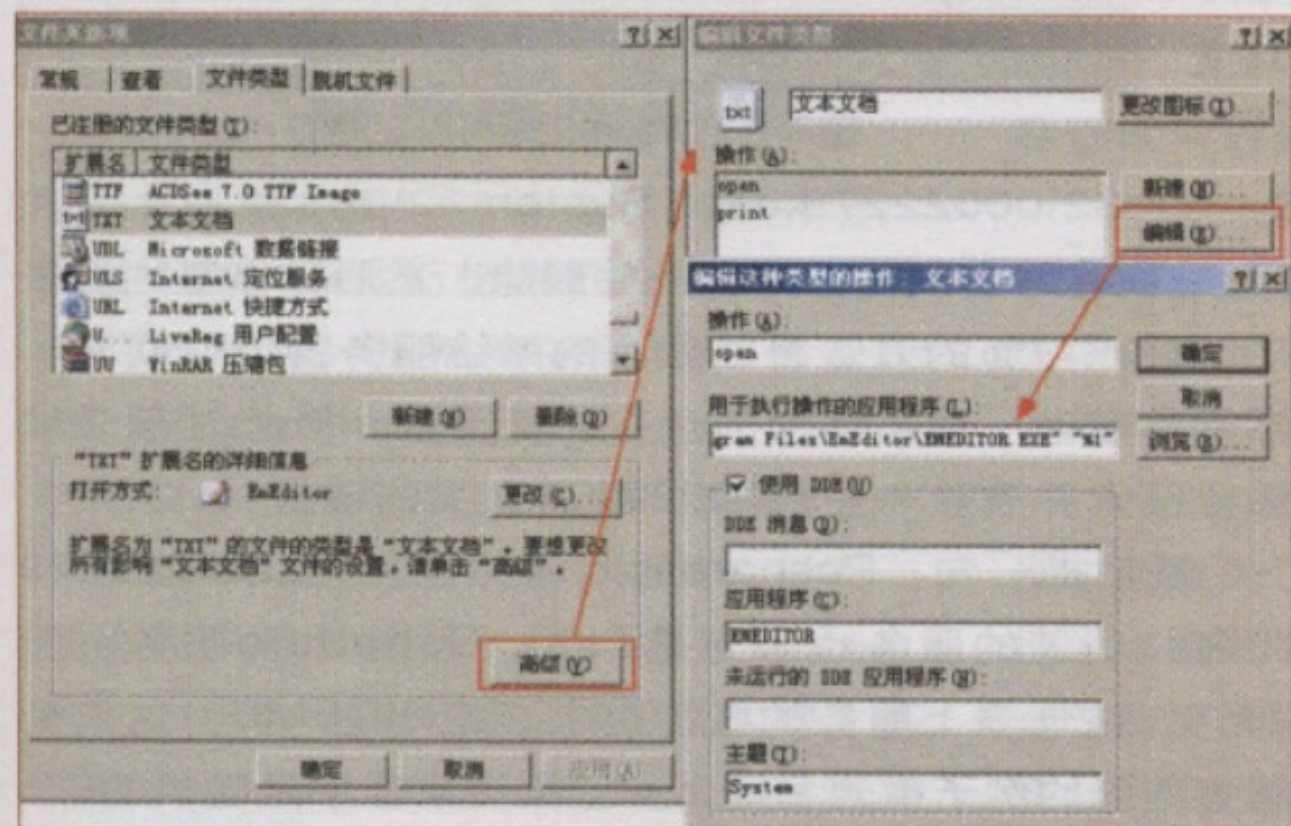 文件夹选项
常规 查看 文件类型 脱机文件
已注册的文件类型(T):
扩展名 文件类型
TTF ACDSee 7.0 TTF Image
TXT 文本文档
UDL Microsoft 数据链接
ULS Internet 定位服务
URL Internet 快捷方式
U... LiveReg 用户配置
UU WinRAR 压缩包
新建(N) 删除(D)
“TXT”扩展名的详细信息
打开方式: EmEditor 更改(C)...
扩展名为“TXT”的文件的类型是“文本文档”。要想更改
所有影响“文本文档”文件的设置,请单击“高级”。
高级(V)
确定 取消 应用(A)
编辑文件类型
txt 文本文档 更改图标(I)...
操作(A):
open
print
新建(N)...
编辑(E)...
编辑这种类型的操作: 文本文档
操作(A):
open
确定
用于执行操作的应用程序(L):
取消
gram Files\EmEditor\EMEDITOR.EXE" "%1"
浏览(R)...
使用 DDE(U)
DDE 消息(D):
应用程序(C):
EMEDITOR
未运行的 DDE 应用程序(N):
主题(T):
System